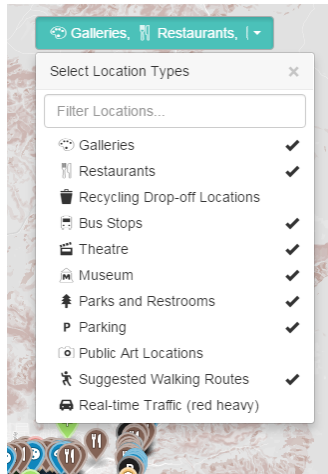 Galleries, Restaurants,
Select Location Types ×
Filter Locations...
Galleries
Restaurants
Recycling Drop-off Locations
Bus Stops
Theatre
M Museum
Parks and Restrooms
P Parking
Public Art Locations
Suggested Walking Routes
Real-time Traffic (red heavy)